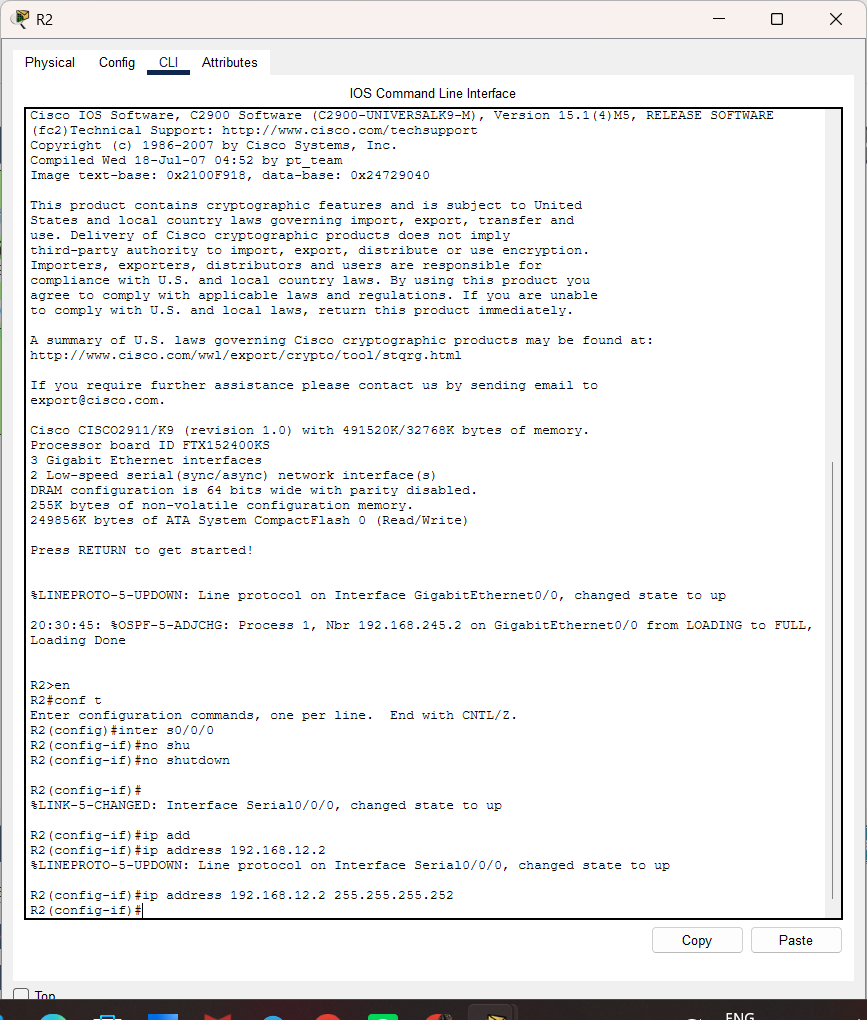 R2
Physical Config CLI Attributes
IOS Command Line Interface
Cisco IOS Software, C2900 Software (C2900-UNIVERSALK9-M), Version 15.1(4)M5, RELEASE SOFTWARE
(fc2)Technical Support: http://www.cisco.com/techsupport
Copyright (c) 1986-2007 by Cisco Systems, Inc.
Compiled Wed 18-Jul-07 04:52 by pt_team
Image text-base: 0x2100F918, data-base: 0x24729040
This product contains cryptographic features and is subject to United
States and local country laws governing import, export, transfer and
use. Delivery of Cisco cryptographic products does not imply
third-party authority to import, export, distribute or use encryption.
Importers, exporters, distributors and users are responsible for
compliance with U.S. and local country laws. By using this product you
agree to comply with applicable laws and regulations. If you are unable
to comply with U.S. and local laws, return this product immediately.
A summary of U.S. laws governing Cisco cryptographic products may be found at:
http://www.cisco.com/wwl/export/crypto/tool/stqrg.html
If you require further assistance please contact us by sending email to
export@cisco.com.
Cisco CISCO2911/K9 (revision 1.0) with 491520K/32768K bytes of memory.
Processor board ID FTX152400KS
3 Gigabit Ethernet interfaces
2 Low-speed serial(sync/async) network interface(s)
DRAM configuration is 64 bits wide with parity disabled.
255K bytes of non-volatile configuration memory.
249856K bytes of ATA System CompactFlash 0 (Read/Write)
Press RETURN to get started!
%LINEPROTO-5-UPDOWN: Line protocol on Interface GigabitEthernet0/0, changed state to up
20:30:45: %OSPF-5-ADJCHG: Process 1, Nbr 192.168.245.2 on GigabitEthernet0/0 from LOADING to FULL,
Loading Done
R2>en
R2#conf t
Enter configuration commands, one per line.  End with CNTL/Z.
R2(config)#inter s0/0/0
R2(config-if)#no shu
R2(config-if)#no shutdown
R2(config-if)#
%LINK-5-CHANGED: Interface Serial0/0/0, changed state to up
R2(config-if)#ip add
R2(config-if)#ip address 192.168.12.2
%LINEPROTO-5-UPDOWN: Line protocol on Interface Serial0/0/0, changed state to up
R2(config-if)#ip address 192.168.12.2 255.255.255.252
R2(config-if)#
Copy Paste
Top
ENG